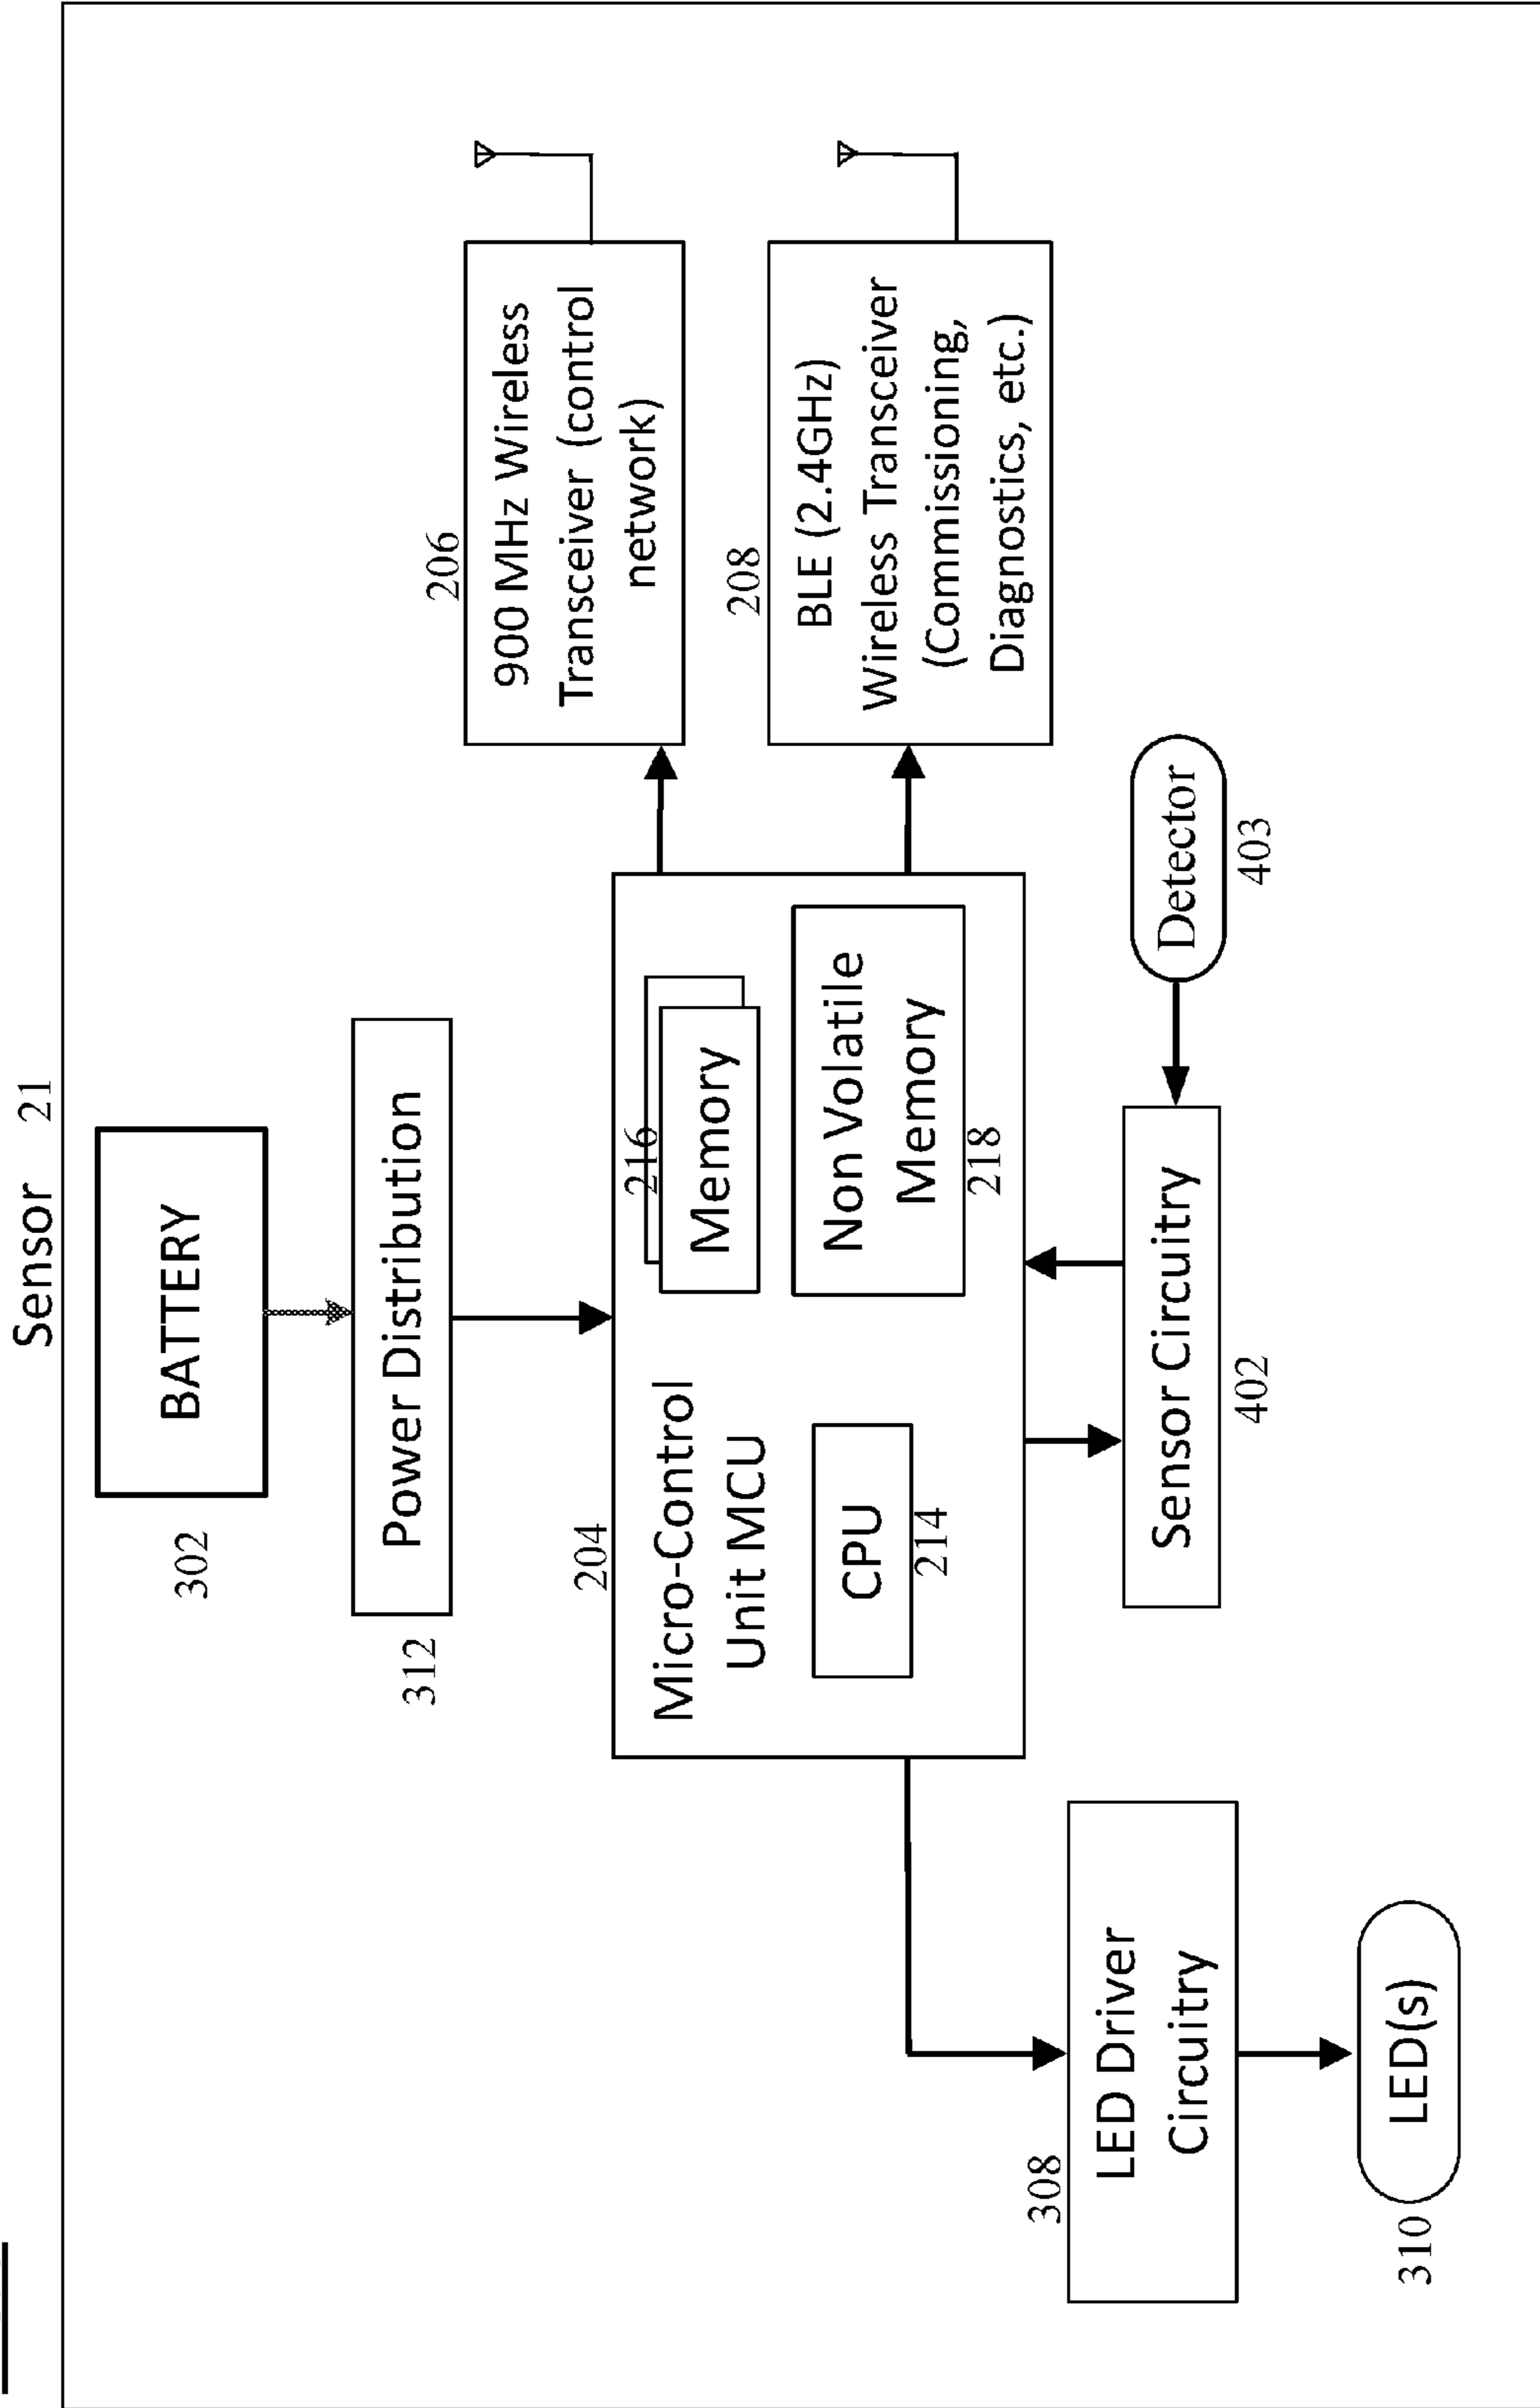 Sensor 21
BATTERY
302
Power Distribution
312
204
Micro-Control
Unit MCU
CPU
214
216
Memory
Non Volatile
Memory
218
206
900 MHz Wireless
Transceiver (control
network)
208
BLE (2.4GHz)
Wireless Transceiver
(Commissioning,
Diagnostics, etc.)
Detector
403
Sensor Circuitry
402
308
LED Driver
Circuitry
LED(s)
310